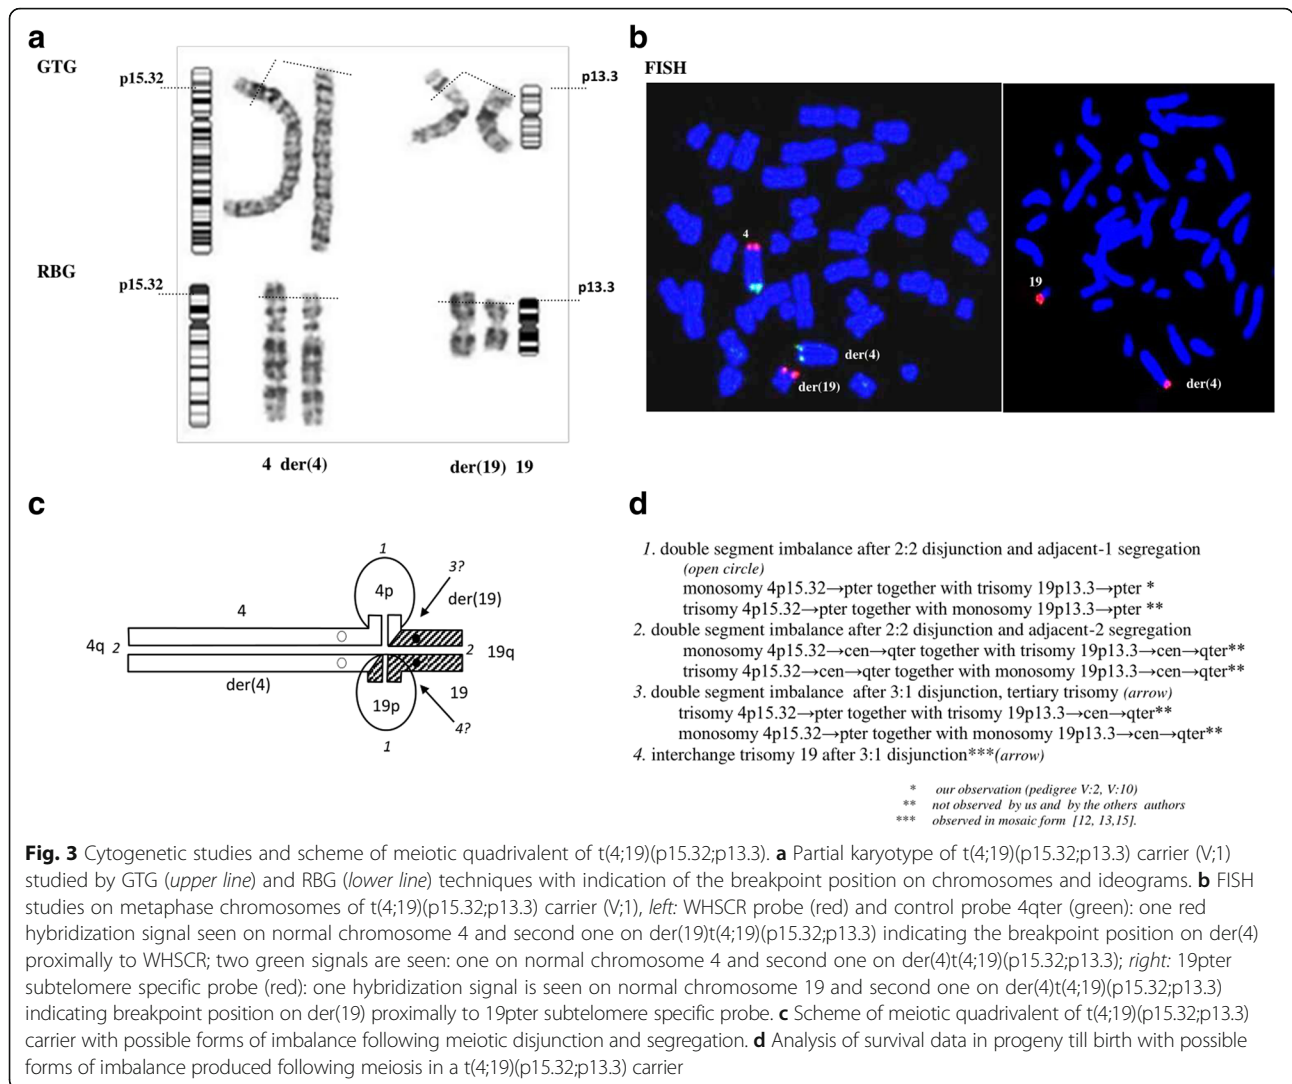 a
GTG
p15.32
p13.3
RBG
p15.32
p13.3
4 der(4)
der(19) 19
b
FISH
4
der(4)
der(19)
19
der(4)
c
1
4p
3?
der(19)
4
4q 2
2 19q
der(4)
19
19p
4?
1
d
1. double segment imbalance after 2:2 disjunction and adjacent-1 segregation
(open circle)
monosomy 4p15.32→pter together with trisomy 19p13.3→pter *
trisomy 4p15.32→pter together with monosomy 19p13.3→pter **
2. double segment imbalance after 2:2 disjunction and adjacent-2 segregation
monosomy 4p15.32→cen→qter together with trisomy 19p13.3→cen→qter**
trisomy 4p15.32→cen→qter together with monosomy 19p13.3→cen→qter**
3. double segment imbalance after 3:1 disjunction, tertiary trisomy (arrow)
trisomy 4p15.32→pter together with trisomy 19p13.3→cen→qter**
monosomy 4p15.32→pter together with monosomy 19p13.3→cen→qter**
4. interchange trisomy 19 after 3:1 disjunction***(arrow)
* our observation (pedigree V:2, V:10)
** not observed by us and by the others authors
*** observed in mosaic form [12, 13,15].
Fig. 3 Cytogenetic studies and scheme of meiotic quadrivalent of t(4;19)(p15.32;p13.3). a Partial karyotype of t(4;19)(p15.32;p13.3) carrier (V;1)
studied by GTG (upper line) and RBG (lower line) techniques with indication of the breakpoint position on chromosomes and ideograms. b FISH
studies on metaphase chromosomes of t(4;19)(p15.32;p13.3) carrier (V;1), left: WHSCR probe (red) and control probe 4qter (green): one red
hybridization signal seen on normal chromosome 4 and second one on der(19)t(4;19)(p15.32;p13.3) indicating the breakpoint position on der(4)
proximally to WHSCR; two green signals are seen: one on normal chromosome 4 and second one on der(4)t(4;19)(p15.32;p13.3); right: 19pter
subtelomere specific probe (red): one hybridization signal is seen on normal chromosome 19 and second one on der(4)t(4;19)(p15.32;p13.3)
indicating breakpoint position on der(19) proximally to 19pter subtelomere specific probe. c Scheme of meiotic quadrivalent of t(4;19)(p15.32;p13.3)
carrier with possible forms of imbalance following meiotic disjunction and segregation. d Analysis of survival data in progeny till birth with possible
forms of imbalance produced following meiosis in a t(4;19)(p15.32;p13.3) carrier